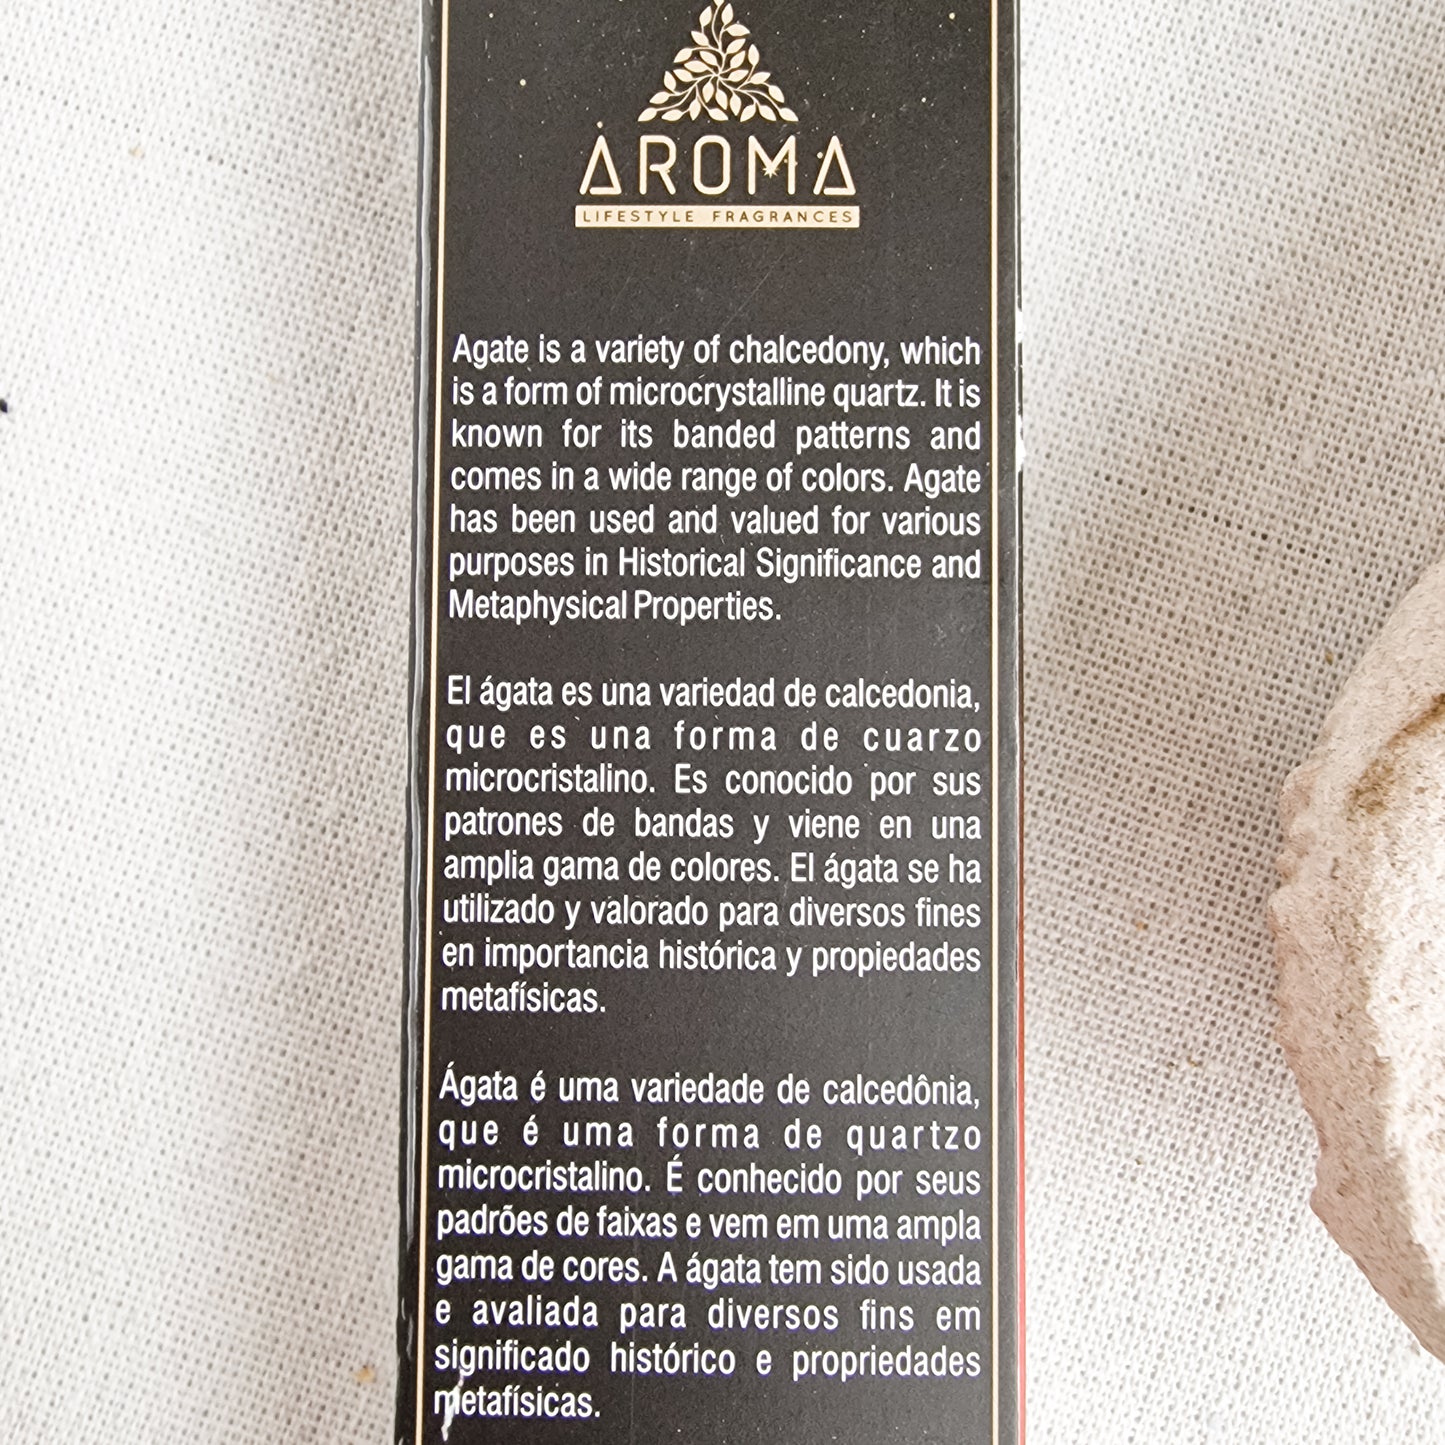 AROMA
LIFESTYLE FRAGRANCES
Agate is a variety of chalcedony, which
is a form of microcrystalline quartz. It is
known for its banded patterns and
comes in a wide range of colors. Agate
has been used and valued for various
purposes in Historical Significance and
Metaphysical Properties.
El ágata es una variedad de calcedonia,
que es una forma de cuarzo
microcristalino. Es conocido por sus
patrones de bandas y viene en una
amplia gama de colores. El ágata se ha
utilizado y valorado para diversos fines
en importancia histórica y propiedades
metafísicas.
Ágata é uma variedade de calcedônia,
que é uma forma de quartzo
microcristalino. É conhecido por seus
padrões de faixas e vem em uma ampla
gama de cores. A ágata tem sido usada
e avaliada para diversos fins em
significado histórico e propriedades
metafísicas.